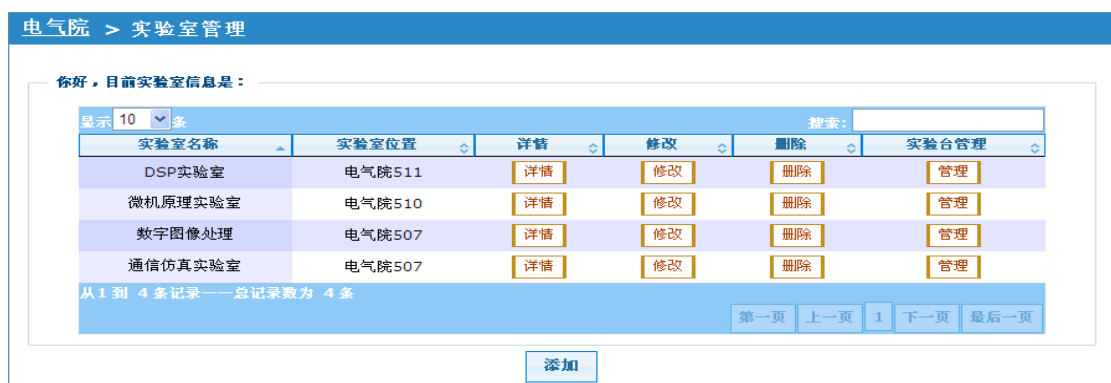 电气院 > 实验室管理
你好，目前实验室信息是：
显示 10 条 搜索：
实验室名称 实验室位置 详情 修改 删除 实验台管理
DSP实验室 电气院511 详情 修改 删除 管理
微机原理实验室 电气院510 详情 修改 删除 管理
数字图像处理 电气院507 详情 修改 删除 管理
通信仿真实验室 电气院507 详情 修改 删除 管理
从1 到 4 条记录——总记录数为 4 条
第一页 上一页 1 下一页 最后一页
添加